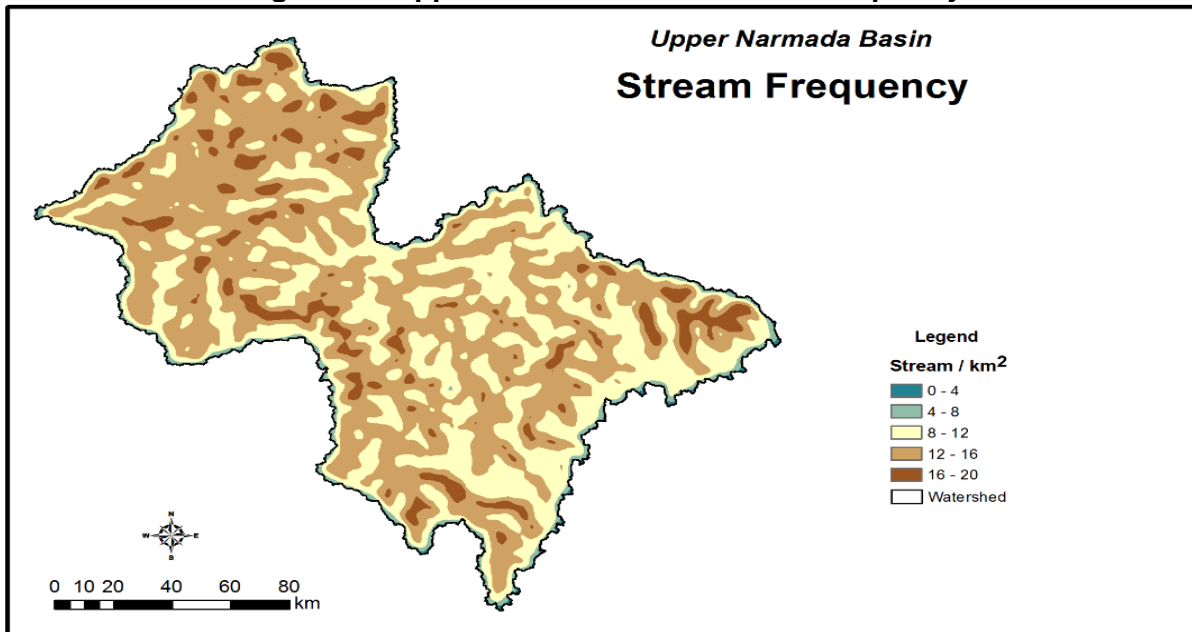 Upper Narmada Basin
Stream Frequency
Legend
Stream / km²
0 - 4
4 - 8
8 - 12
12 - 16
16 - 20
Watershed
N
W E
S
0 10 20 40 60 80
km